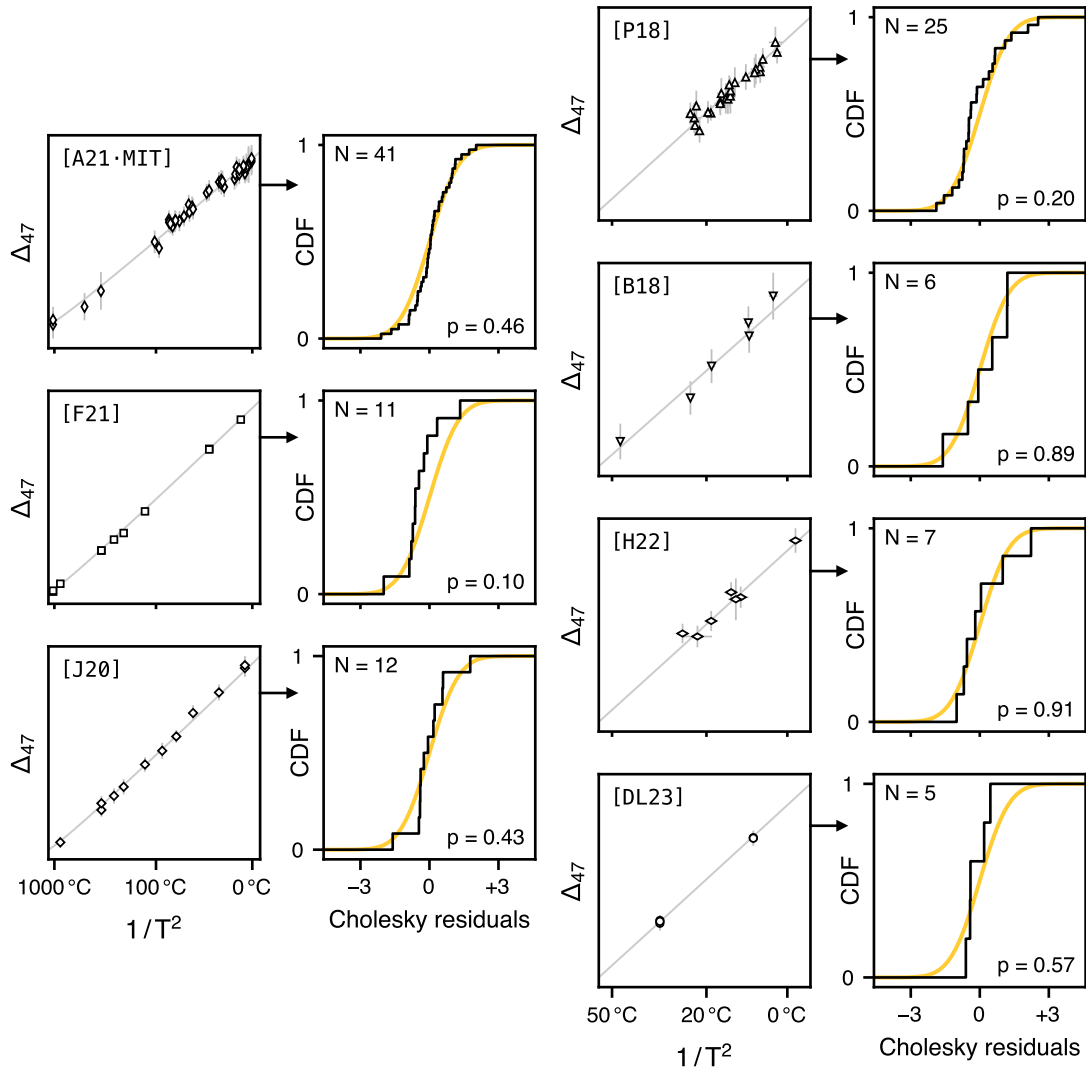 [A21·MIT]
Δ47
1
N = 41
CDF
p = 0.46
0
[F21]
Δ47
1
N = 11
CDF
p = 0.10
0
[J20]
Δ47
1000 °C
100 °C
0 °C
1 / T²
1
N = 12
CDF
p = 0.43
0
−3
0
+3
Cholesky residuals
[P18]
Δ47
1
N = 25
CDF
p = 0.20
0
[B18]
Δ47
1
N = 6
CDF
p = 0.89
0
[H22]
Δ47
1
N = 7
CDF
p = 0.91
0
[DL23]
Δ47
50 °C
20 °C
0 °C
1 / T²
1
N = 5
CDF
p = 0.57
0
−3
0
+3
Cholesky residuals